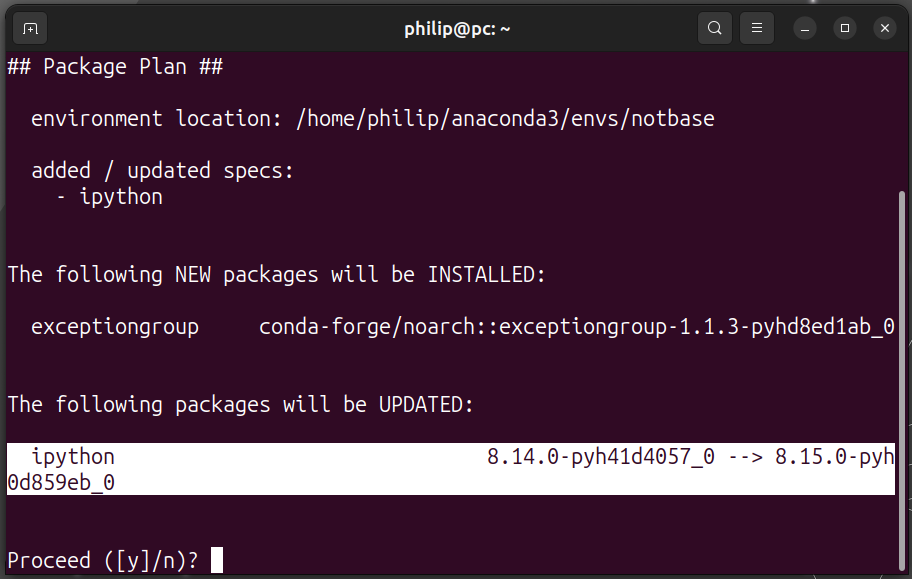 philip@pc: ~
## Package Plan ##
environment location: /home/philip/anaconda3/envs/notbase
added / updated specs:
- ipython
The following NEW packages will be INSTALLED:
exceptiongroup conda-forge/noarch::exceptiongroup-1.1.3-pyhd8ed1ab_0
The following packages will be UPDATED:
ipython 8.14.0-pyh41d4057_0 --> 8.15.0-pyh
0d859eb_0
Proceed ([y]/n)?